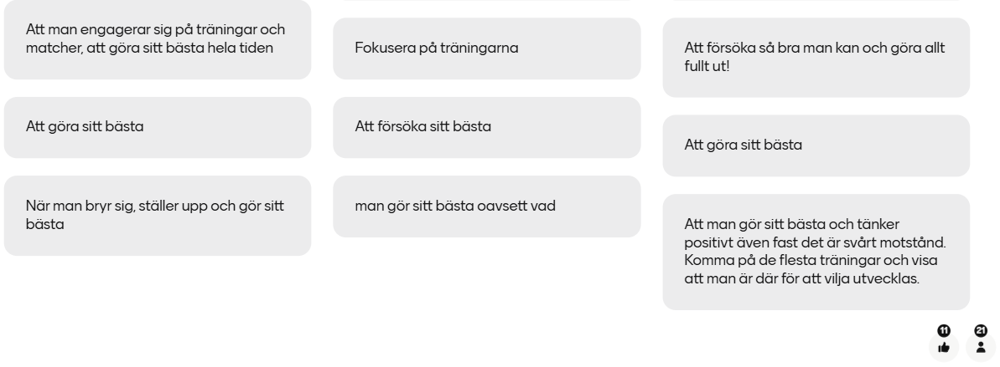 Att man engagerar sig på träningar och
matcher, att göra sitt bästa hela tiden
Att göra sitt bästa
När man bryr sig, ställer upp och gör sitt
bästa
Fokusera på träningarna
Att försöka sitt bästa
man gör sitt bästa oavsett vad
Att försöka så bra man kan och göra allt
fullt ut!
Att göra sitt bästa
Att man gör sitt bästa och tänker
positivt även fast det är svårt motstånd.
Komma på de flesta träningar och visa
att man är där för att vilja utvecklas.
11
21